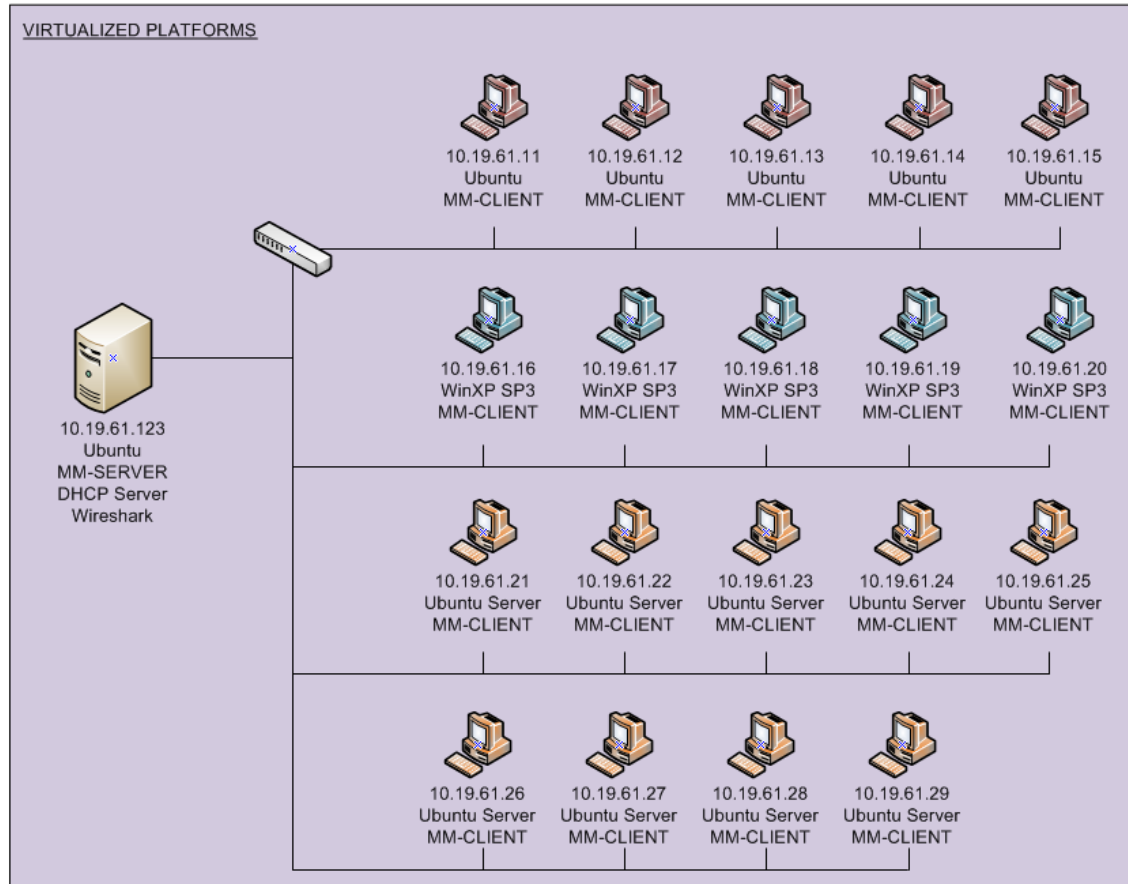 VIRTUALIZED PLATFORMS
10.19.61.11
Ubuntu
MM-CLIENT
10.19.61.12
Ubuntu
MM-CLIENT
10.19.61.13
Ubuntu
MM-CLIENT
10.19.61.14
Ubuntu
MM-CLIENT
10.19.61.15
Ubuntu
MM-CLIENT
10.19.61.123
Ubuntu
MM-SERVER
DHCP Server
Wireshark
10.19.61.16
WinXP SP3
MM-CLIENT
10.19.61.17
WinXP SP3
MM-CLIENT
10.19.61.18
WinXP SP3
MM-CLIENT
10.19.61.19
WinXP SP3
MM-CLIENT
10.19.61.20
WinXP SP3
MM-CLIENT
10.19.61.21
Ubuntu Server
MM-CLIENT
10.19.61.22
Ubuntu Server
MM-CLIENT
10.19.61.23
Ubuntu Server
MM-CLIENT
10.19.61.24
Ubuntu Server
MM-CLIENT
10.19.61.25
Ubuntu Server
MM-CLIENT
10.19.61.26
Ubuntu Server
MM-CLIENT
10.19.61.27
Ubuntu Server
MM-CLIENT
10.19.61.28
Ubuntu Server
MM-CLIENT
10.19.61.29
Ubuntu Server
MM-CLIENT